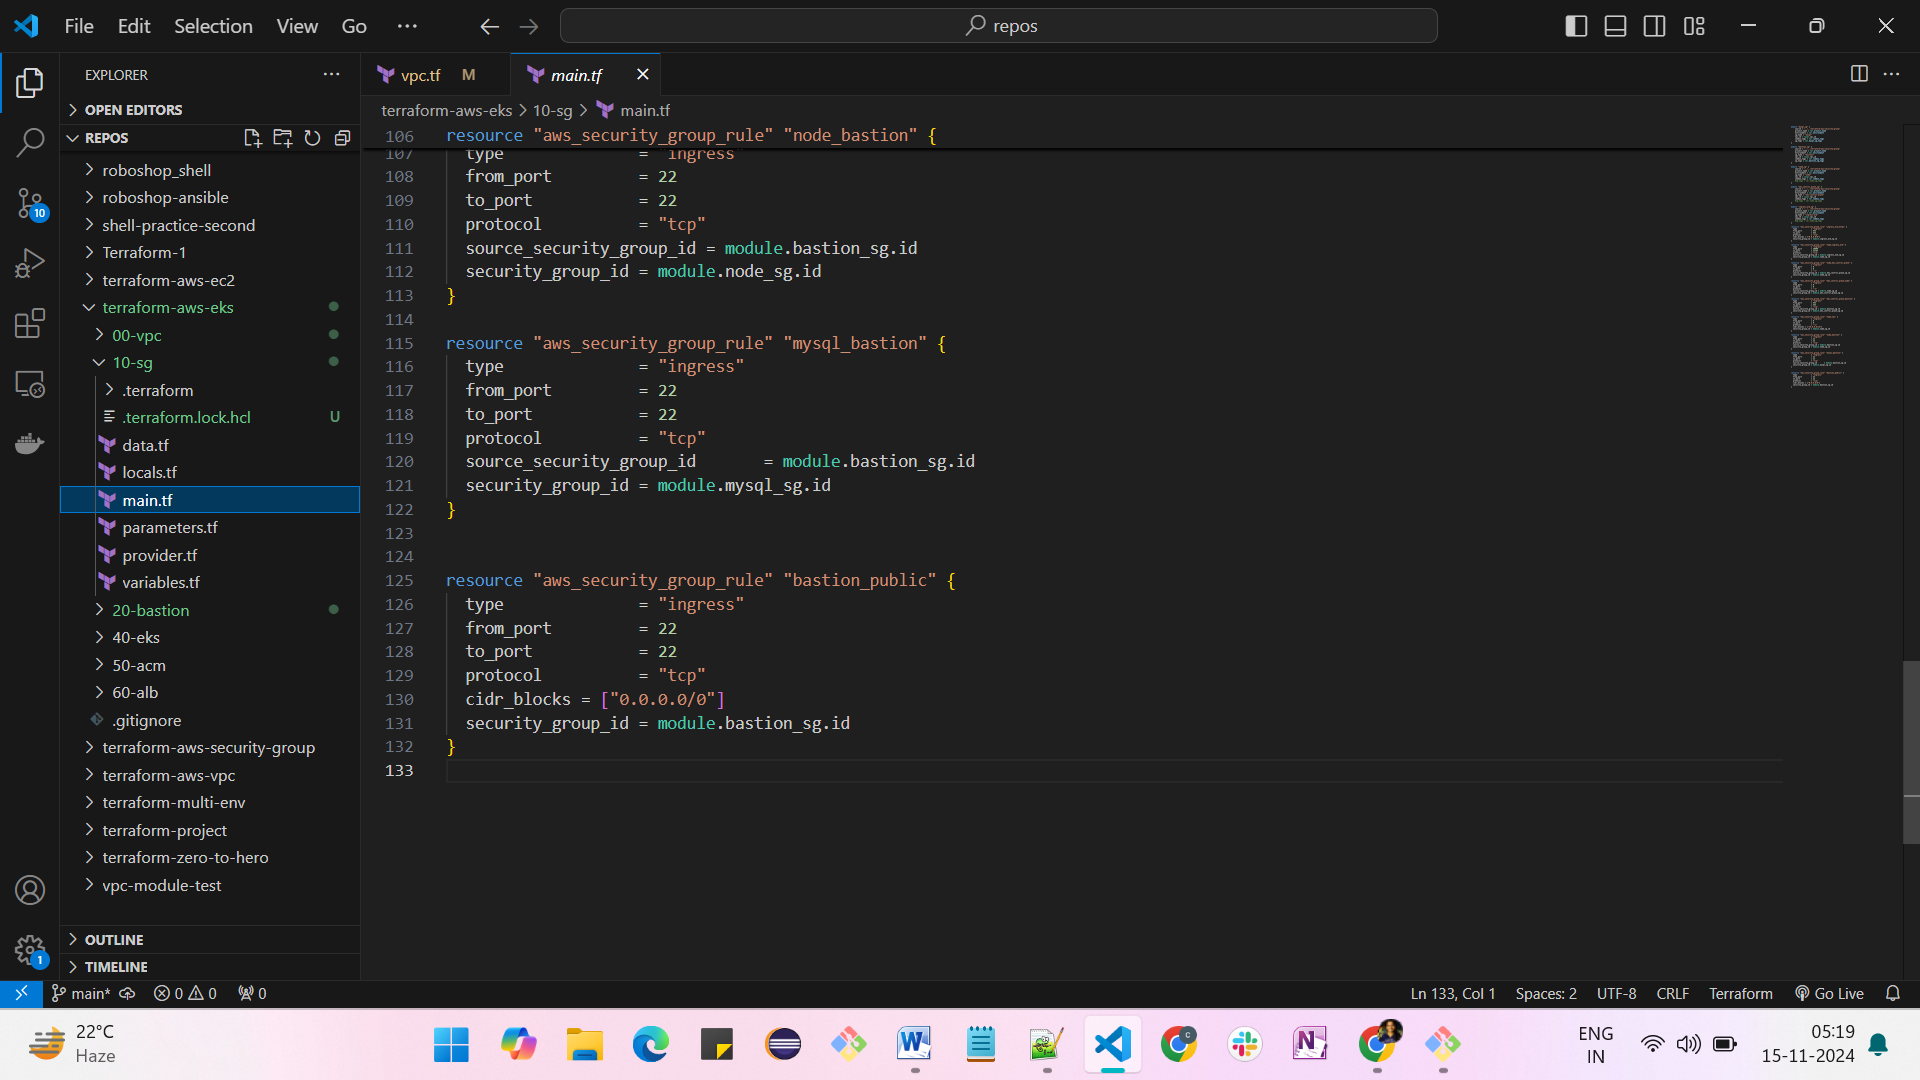 File Edit Selection View Go ··· repos
EXPLORER ···
OPEN EDITORS
REPOS
roboshop_shell
roboshop-ansible
shell-practice-second
Terraform-1
terraform-aws-ec2
terraform-aws-eks
00-vpc
10-sg
.terraform
.terraform.lock.hcl U
data.tf
locals.tf
main.tf
parameters.tf
provider.tf
variables.tf
20-bastion
40-eks
50-acm
60-alb
.gitignore
terraform-aws-security-group
terraform-aws-vpc
terraform-multi-env
terraform-project
terraform-zero-to-hero
vpc-module-test
OUTLINE
TIMELINE
10
1
vpc.tf M main.tf
terraform-aws-eks > 10-sg > main.tf
106 resource "aws_security_group_rule" "node_bastion" {
107 type = "ingress"
108 from_port = 22
109 to_port = 22
110 protocol = "tcp"
111 source_security_group_id = module.bastion_sg.id
112 security_group_id = module.node_sg.id
113 }
114
115 resource "aws_security_group_rule" "mysql_bastion" {
116 type = "ingress"
117 from_port = 22
118 to_port = 22
119 protocol = "tcp"
120 source_security_group_id = module.bastion_sg.id
121 security_group_id = module.mysql_sg.id
122 }
123
124
125 resource "aws_security_group_rule" "bastion_public" {
126 type = "ingress"
127 from_port = 22
128 to_port = 22
129 protocol = "tcp"
130 cidr_blocks = ["0.0.0.0/0"]
131 security_group_id = module.bastion_sg.id
132 }
133
main* 0 0 0 Ln 133, Col 1 Spaces: 2 UTF-8 CRLF Terraform Go Live
22°C
Haze
ENG
IN
05:19
15-11-2024